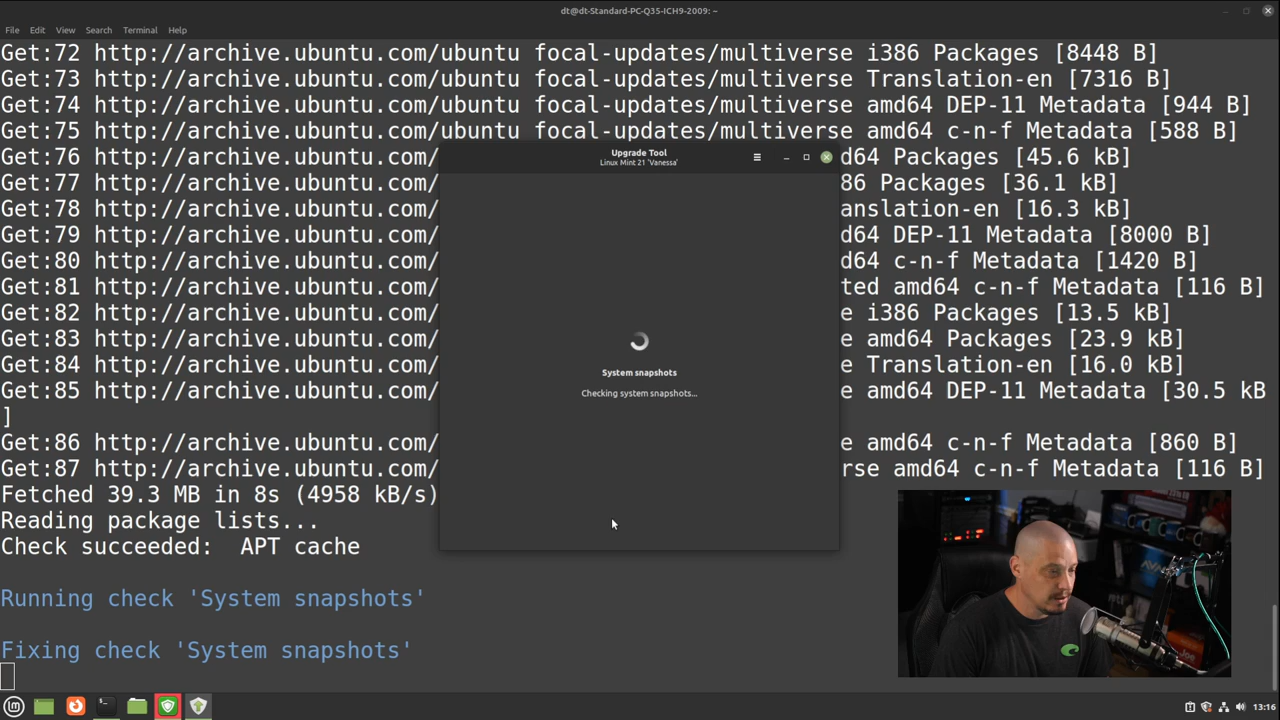 dt@dt-Standard-PC-Q35-ICH9-2009: ~
File Edit View Search Terminal Help
Get:72 http://archive.ubuntu.com/ubuntu focal-updates/multiverse i386 Packages [8448 B]
Get:73 http://archive.ubuntu.com/ubuntu focal-updates/multiverse Translation-en [7316 B]
Get:74 http://archive.ubuntu.com/ubuntu focal-updates/multiverse amd64 DEP-11 Metadata [944 B]
Get:75 http://archive.ubuntu.com/ubuntu focal-updates/multiverse amd64 c-n-f Metadata [588 B]
Get:76 http://archive.ubuntu.com/ d64 Packages [45.6 kB]
Get:77 http://archive.ubuntu.com/ 86 Packages [36.1 kB]
Get:78 http://archive.ubuntu.com/ anslation-en [16.3 kB]
Get:79 http://archive.ubuntu.com/ d64 DEP-11 Metadata [8000 B]
Get:80 http://archive.ubuntu.com/ d64 c-n-f Metadata [1420 B]
Get:81 http://archive.ubuntu.com/ ted amd64 c-n-f Metadata [116 B]
Get:82 http://archive.ubuntu.com/ e i386 Packages [13.5 kB]
Get:83 http://archive.ubuntu.com/ e amd64 Packages [23.9 kB]
Get:84 http://archive.ubuntu.com/ e Translation-en [16.0 kB]
Get:85 http://archive.ubuntu.com/ e amd64 DEP-11 Metadata [30.5 kB
]
Get:86 http://archive.ubuntu.com/ e amd64 c-n-f Metadata [860 B]
Get:87 http://archive.ubuntu.com/ rse amd64 c-n-f Metadata [116 B]
Fetched 39.3 MB in 8s (4958 kB/s)
Reading package lists...
Check succeeded:  APT cache
Running check 'System snapshots'
Fixing check 'System snapshots'
Upgrade Tool
Linux Mint 21 'Vanessa'
System snapshots
Checking system snapshots...
13:16